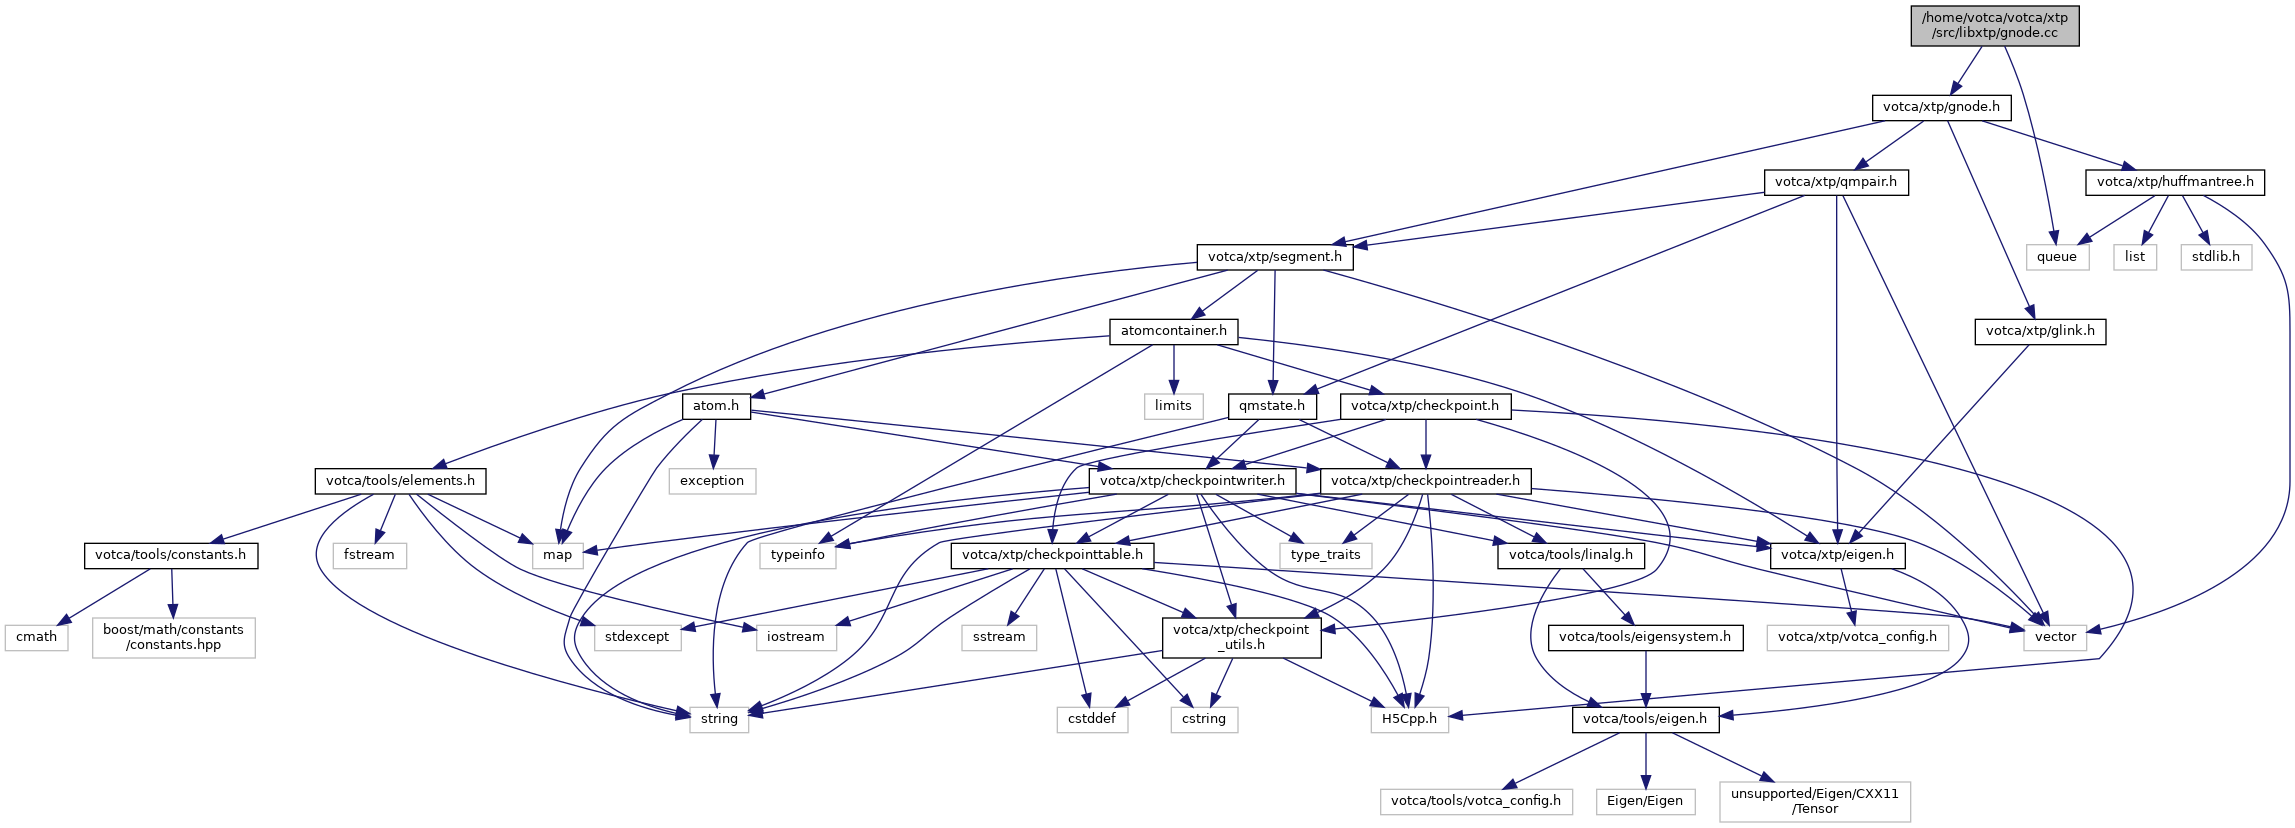 /home/votca/votca/xtp
/src/libxtp/gnode.cc
votca/xtp/gnode.h
votca/xtp/qmpair.h
votca/xtp/huffmantree.h
votca/xtp/segment.h
queue
list
stdlib.h
atomcontainer.h
votca/xtp/glink.h
atom.h
limits
qmstate.h
votca/xtp/checkpoint.h
votca/tools/elements.h
exception
votca/xtp/checkpointwriter.h
votca/xtp/checkpointreader.h
votca/tools/constants.h
fstream
map
typeinfo
votca/xtp/checkpointtable.h
type_traits
votca/tools/linalg.h
votca/xtp/eigen.h
cmath
boost/math/constants
/constants.hpp
stdexcept
iostream
sstream
votca/xtp/checkpoint
_utils.h
votca/tools/eigensystem.h
votca/xtp/votca_config.h
vector
string
cstddef
cstring
H5Cpp.h
votca/tools/eigen.h
votca/tools/votca_config.h
Eigen/Eigen
unsupported/Eigen/CXX11
/Tensor